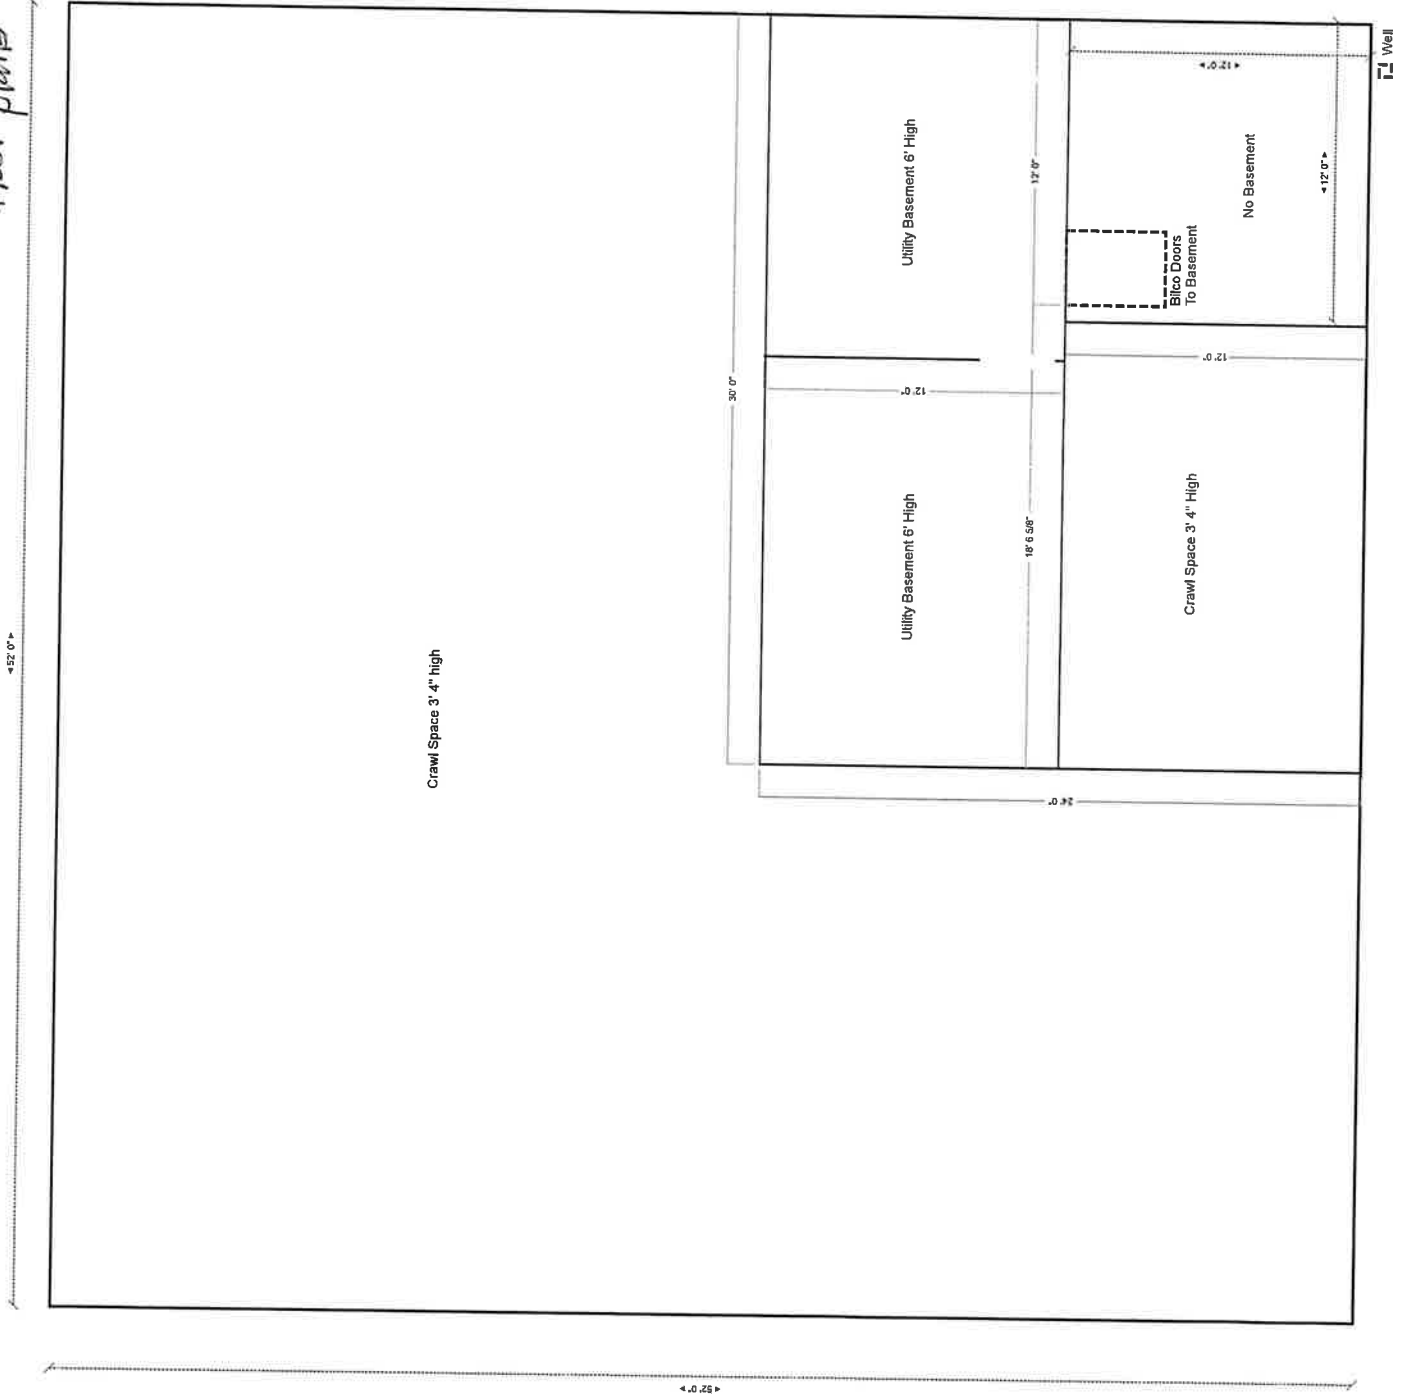 plans
◄52' 0"►
Crawl Space 3' 4" high
30' 0"
Utility Basement 6' High
Utility Basement 6' High
12' 0"
12' 0"
18' 6 5/8"
24' 0"
◄12' 0"►
No Basement
Bilco Doors
To Basement
◄12' 0"►
12' 0"
Crawl Space 3' 4" High
Well
◄52' 0"►